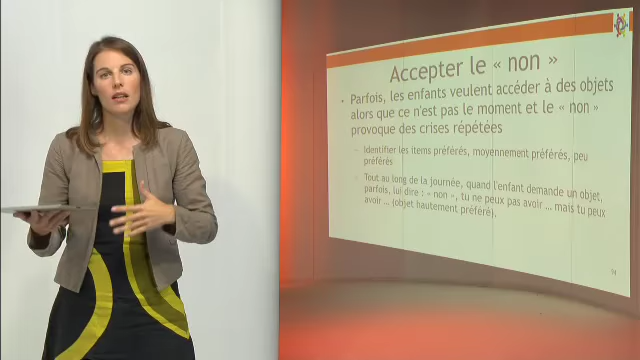 Accepter le « non »
• Parfois, les enfants veulent accéder à des objets
alors que ce n'est pas le moment et le « non »
provoque des crises répétées
– Identifier les items préférés, moyennement préférés, peu
préférés
– Tout au long de la journée, quand l'enfant demande un objet,
parfois, lui dire : « non », tu ne peux pas avoir ... mais tu peux
avoir ... (objet hautement préféré).